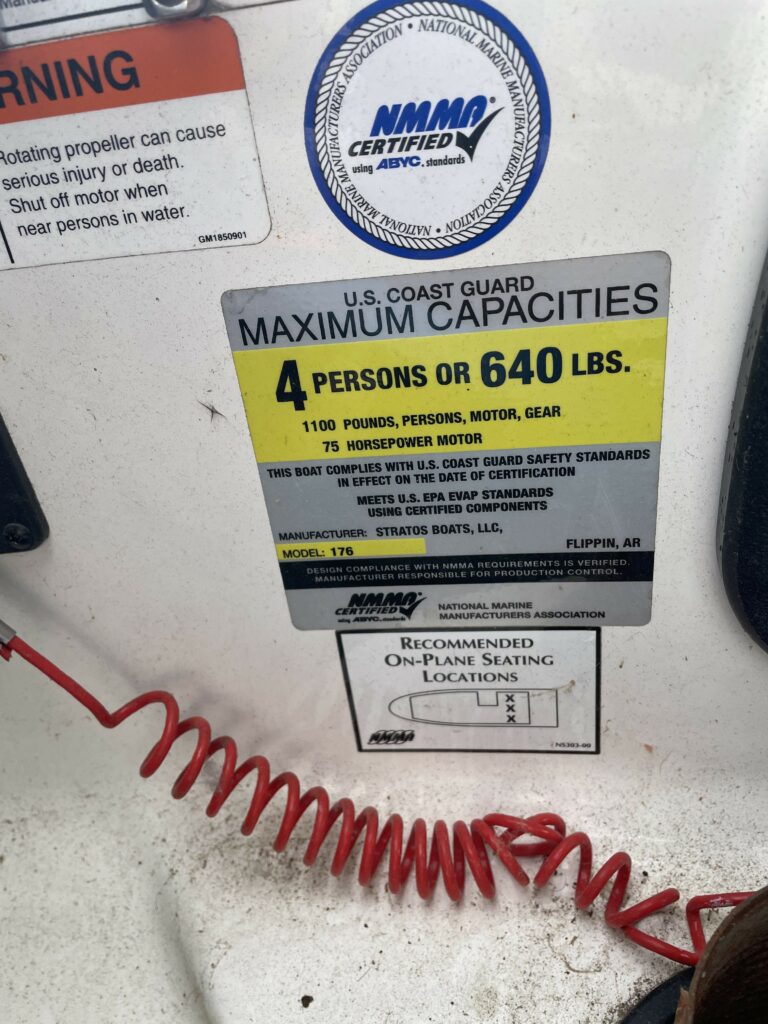 RNING
Rotating propeller can cause
serious injury or death.
Shut off motor when
near persons in water.
GM1850901
NATIONAL MARINE MANUFACTURERS ASSOCIATION • NATIONAL MARINE MANUFACTURERS' ASSOCIATION •
NMMA®
CERTIFIED
using ABYC. standards
U.S. COAST GUARD
MAXIMUM CAPACITIES
4 PERSONS OR 640 LBS.
1100 POUNDS, PERSONS, MOTOR, GEAR
75 HORSEPOWER MOTOR
THIS BOAT COMPLIES WITH U.S. COAST GUARD SAFETY STANDARDS
IN EFFECT ON THE DATE OF CERTIFICATION
MEETS U.S. EPA EVAP STANDARDS
USING CERTIFIED COMPONENTS
MANUFACTURER: STRATOS BOATS, LLC,
FLIPPIN, AR
MODEL: 176
DESIGN COMPLIANCE WITH NMMA REQUIREMENTS IS VERIFIED.
MANUFACTURER RESPONSIBLE FOR PRODUCTION CONTROL.
NMMA
CERTIFIED
using ABYC. standards
NATIONAL MARINE
MANUFACTURERS ASSOCIATION
RECOMMENDED
ON-PLANE SEATING
LOCATIONS
X
X
X
NMMA
N5303-00